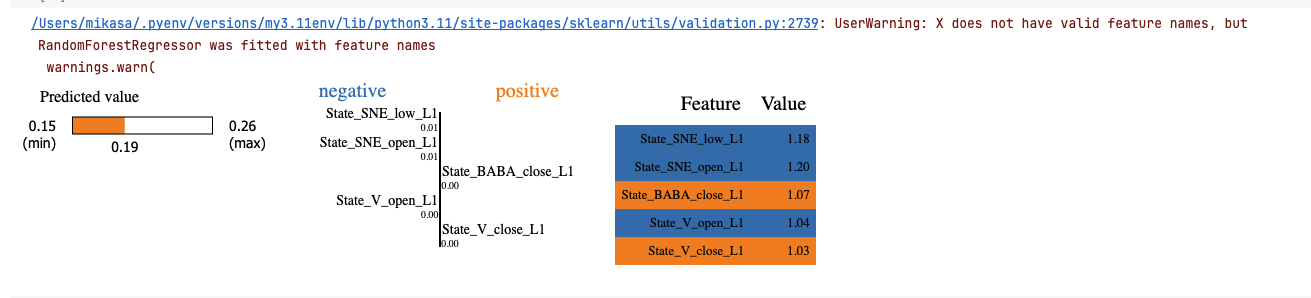 /Users/mikasa/.pyenv/versions/my3.11env/lib/python3.11/site-packages/sklearn/utils/validation.py:2739: UserWarning: X does not have valid feature names, but
RandomForestRegressor was fitted with feature names
warnings.warn(
Predicted value
0.15
(min)
0.19
0.26
(max)
negative
positive
State_SNE_low_L1
0.01
State_SNE_open_L1
0.01
State_BABA_close_L1
0.00
State_V_open_L1
0.00
State_V_close_L1
0.00
Feature Value
State_SNE_low_L1 1.18
State_SNE_open_L1 1.20
State_BABA_close_L1 1.07
State_V_open_L1 1.04
State_V_close_L1 1.03